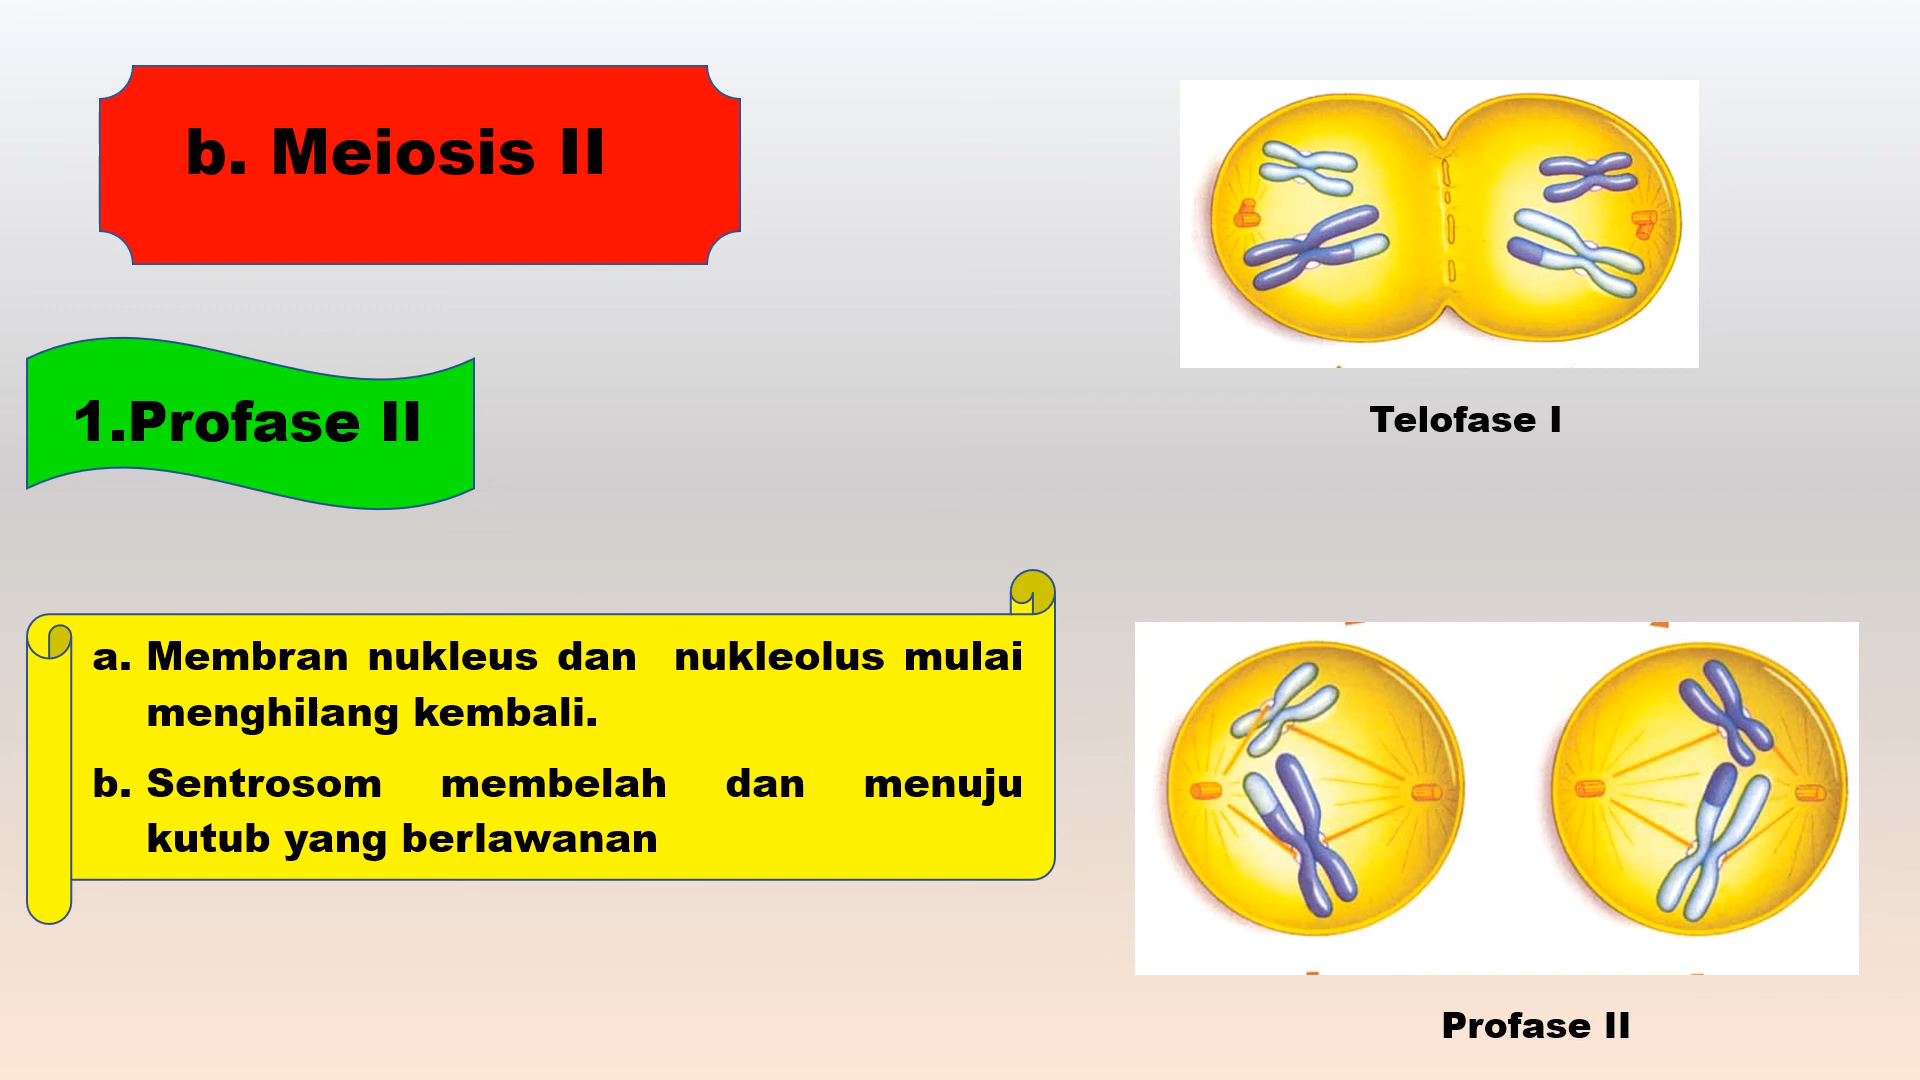 b. Meiosis II
1.Profase II
a. Membran nukleus dan nukleolus mulai
menghilang kembali.
b. Sentrosom membelah dan menuju
kutub yang berlawanan
Telofase I
Profase II